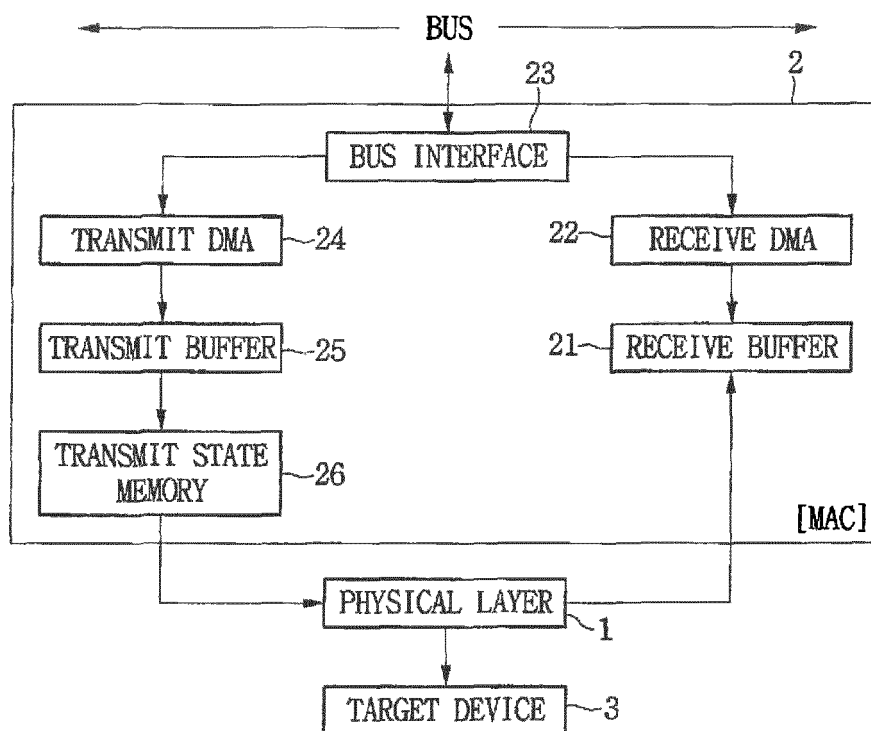 BUS
2
23
BUS INTERFACE
TRANSMIT DMA
24
22
RECEIVE DMA
TRANSMIT BUFFER
25
21
RECEIVE BUFFER
TRANSMIT STATE
MEMORY
26
[MAC]
PHYSICAL LAYER
1
TARGET DEVICE
3